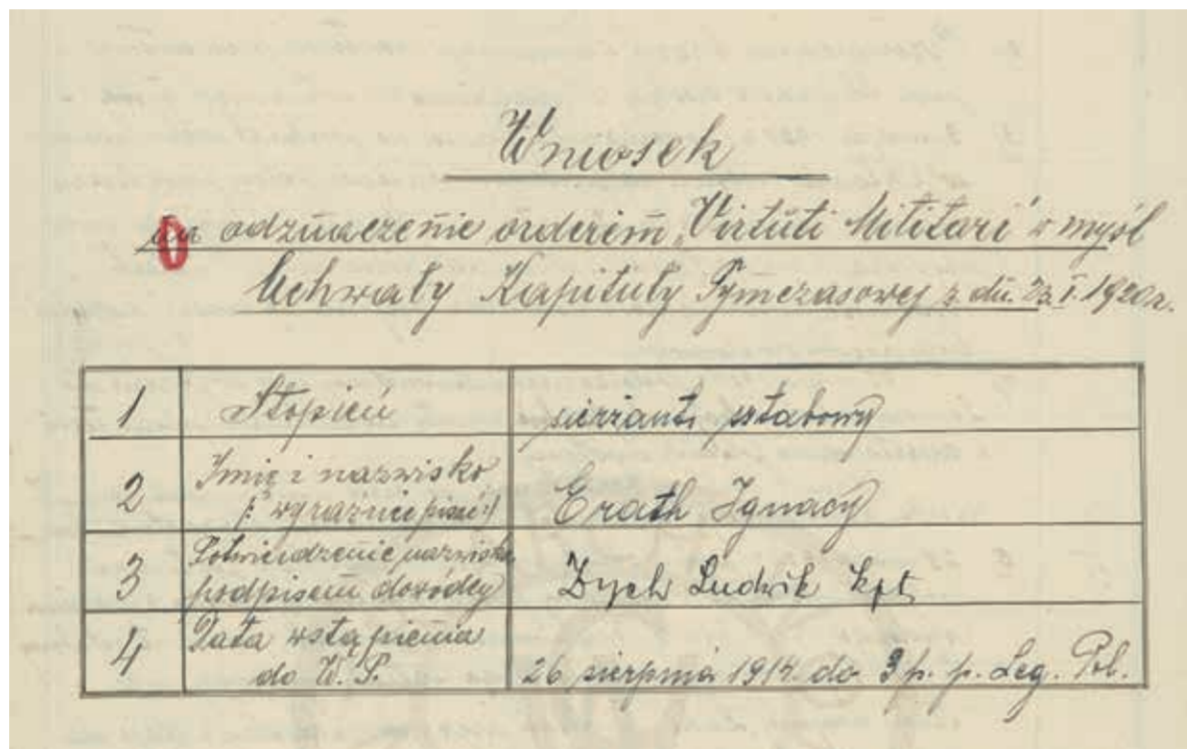 Wniosek
na odznaczenie orderem „Virtuti Militari" w myśl
Uchwały Kapituły Tymczasowej z dn. 23.I.1920 r.
1 Stopień sierżant sztabowy
2 Imię i nazwisko
/: wyraźnie pisać :/ Erath Ignacy
3 Potwierdzenie nazwiska
podpisem dowódcy Zych Ludwik kpt.
4 Data wstąpienia
do W. P. 26 sierpnia 1914 do 3 p. p. Leg. Pol.